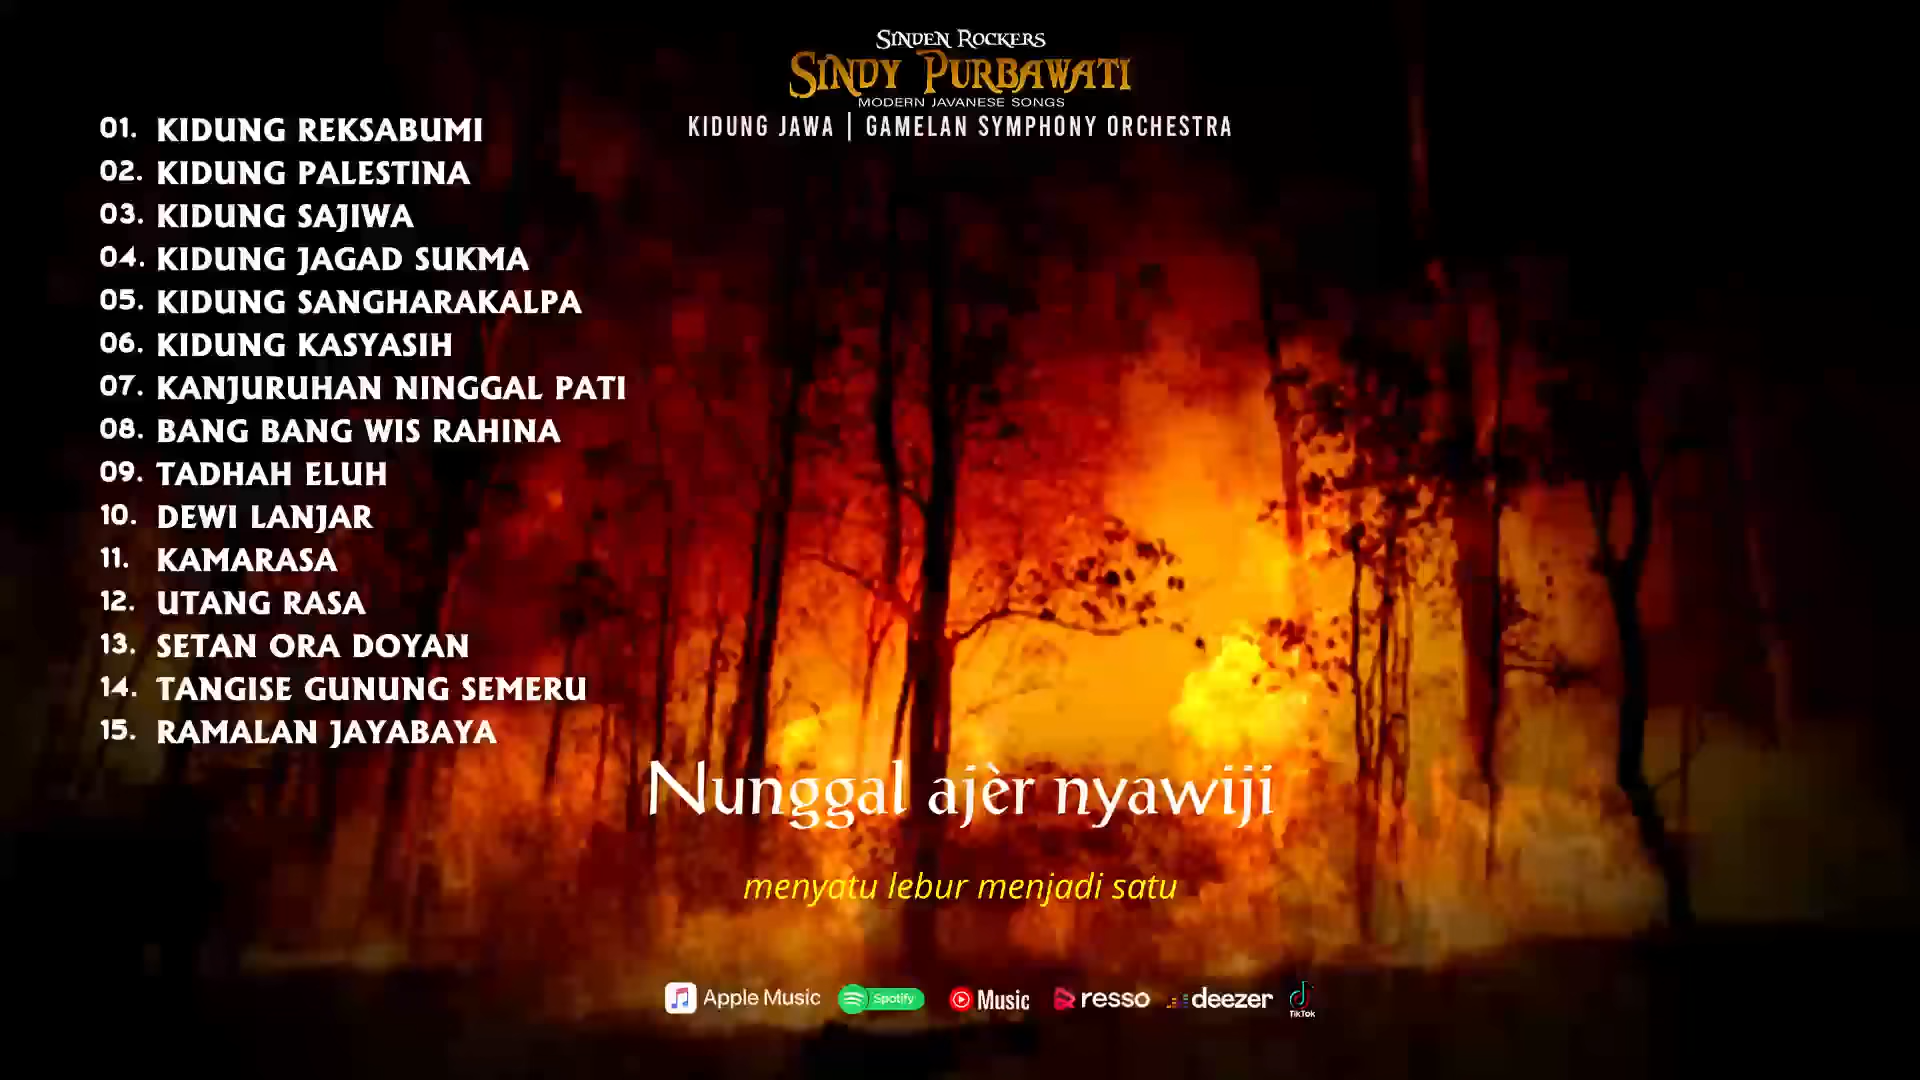 SINDEN ROCKERS
SINDY PURBAWATI
MODERN JAVANESE SONGS
KIDUNG JAWA | GAMELAN SYMPHONY ORCHESTRA
01. KIDUNG REKSABUMI
02. KIDUNG PALESTINA
03. KIDUNG SAJIWA
04. KIDUNG JAGAD SUKMA
05. KIDUNG SANGHARAKALPA
06. KIDUNG KASYASIH
07. KANJURUHAN NINGGAL PATI
08. BANG BANG WIS RAHINA
09. TADHAH ELUH
10. DEWI LANJAR
11. KAMARASA
12. UTANG RASA
13. SETAN ORA DOYAN
14. TANGISE GUNUNG SEMERU
15. RAMALAN JAYABAYA
Nunggal ajèr nyawiji
menyatu lebur menjadi satu
Apple Music Spotify Music resso deezer TikTok